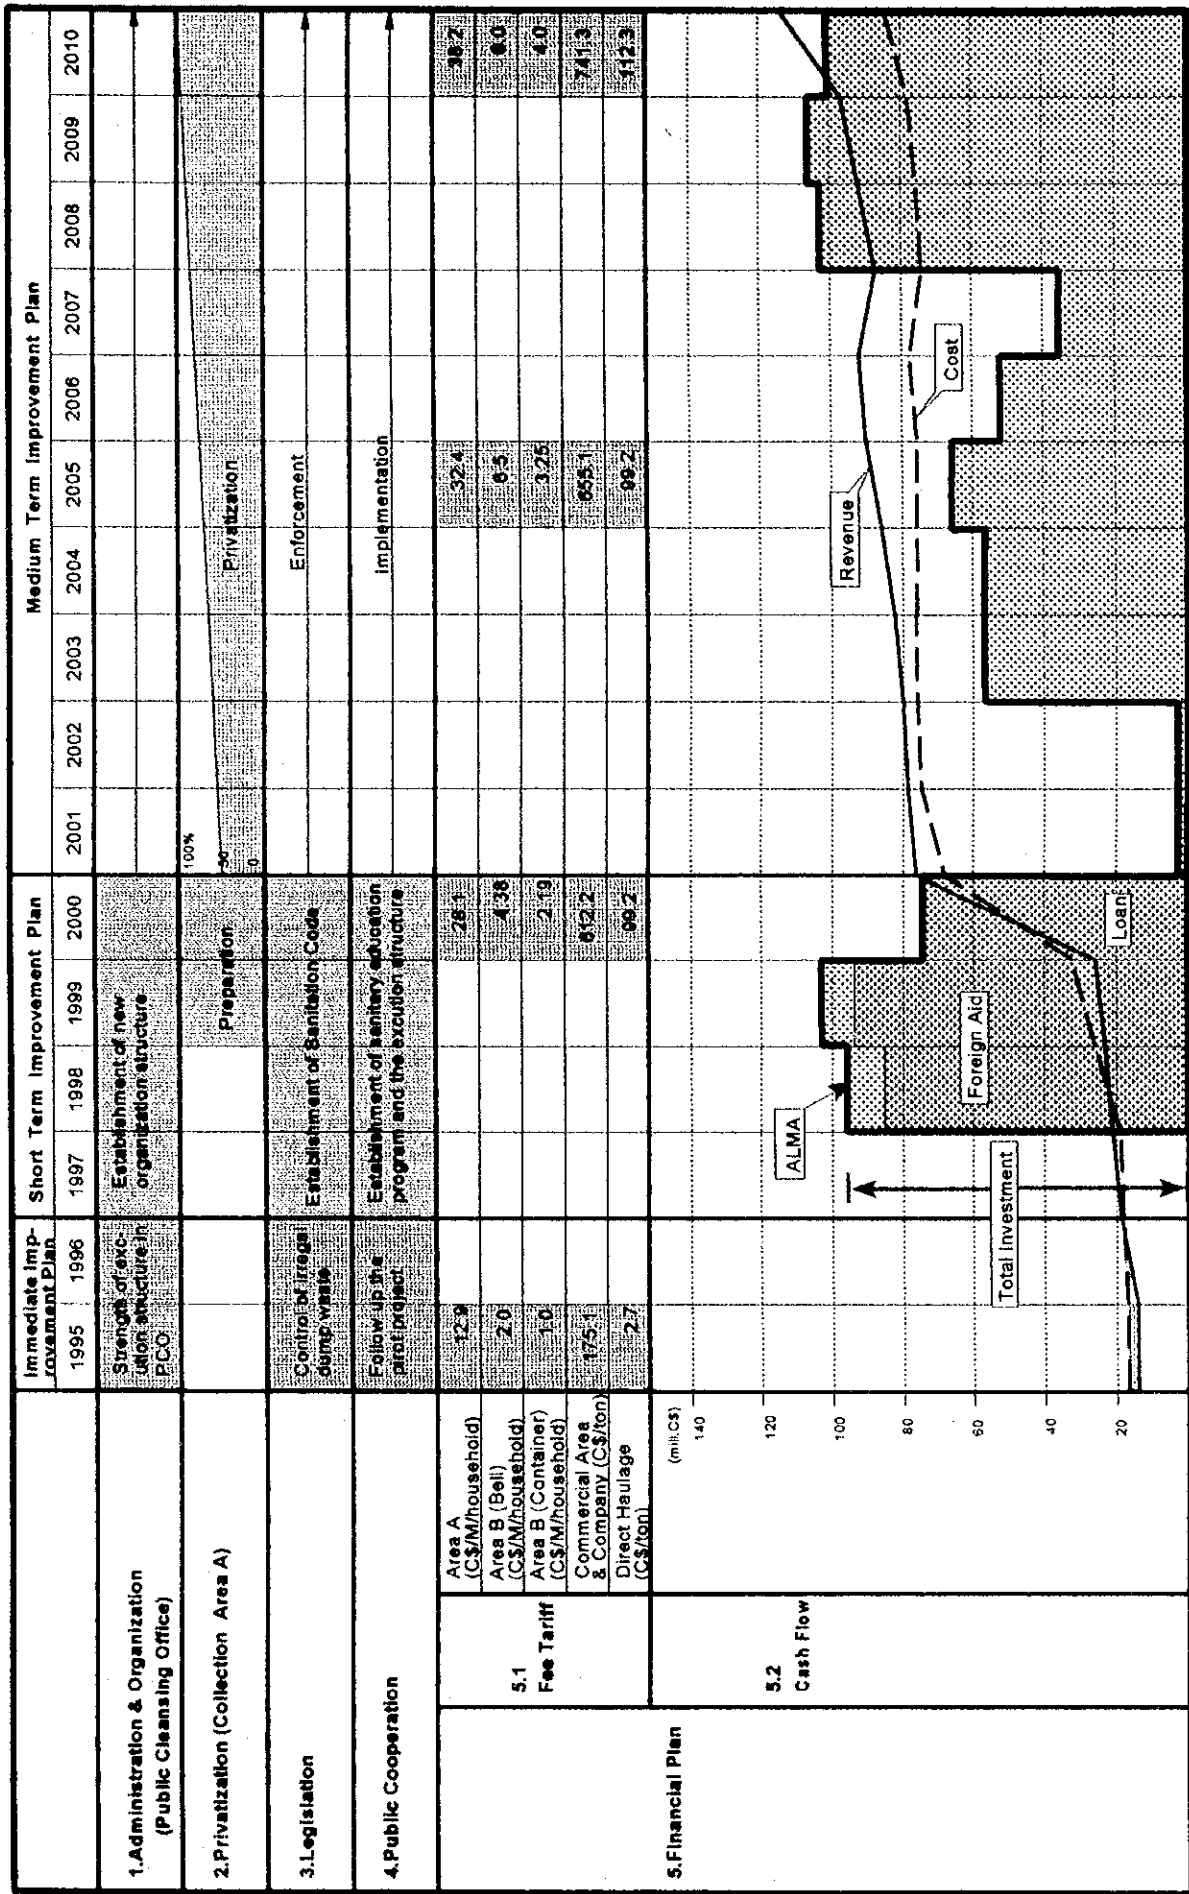 Immediate Imp-
rovement Plan
Short Term Improvement Plan
Medium Term Improvement Plan
1995 1996 1997 1998 1999 2000 2001 2002 2003 2004 2005 2006 2007 2008 2009 2010
1.Administration & Organization
(Public Cleansing Office)
Strength of exc-
ution structure in
PCO
Establishment of new
organization structure
2.Privatization (Collection Area A)
Preparation
100%
50
0
Privatization
3.Legislation
Control of irregal
dump waste
Establishment of Sanitation Code
Enforcement
4.Public Cooperation
Follow up the
pirot project
Establishment of sanitary education
program and the excution structure
Implementation
5.Financial Plan
5.1
Fee Tariff
Area A
(C$/M/household)
12.9 28.1 32.4 38.2
Area B (Bell)
(C$/M/household)
2.0 4.38 6.5 8.0
Area B (Container)
(C$/M/household)
1.0 2.19 3.25 4.0
Commercial Area
& Company (C$/ton)
175.1 612.2 655.1 741.3
Direct Haulage
(C$/ton)
2.7 99.2 99.2 112.3
5.2
Cash Flow
(mill.C$)
140
120
100
80
60
40
20
Total Investment
ALMA
Foreign Aid
Loan
Revenue
Cost